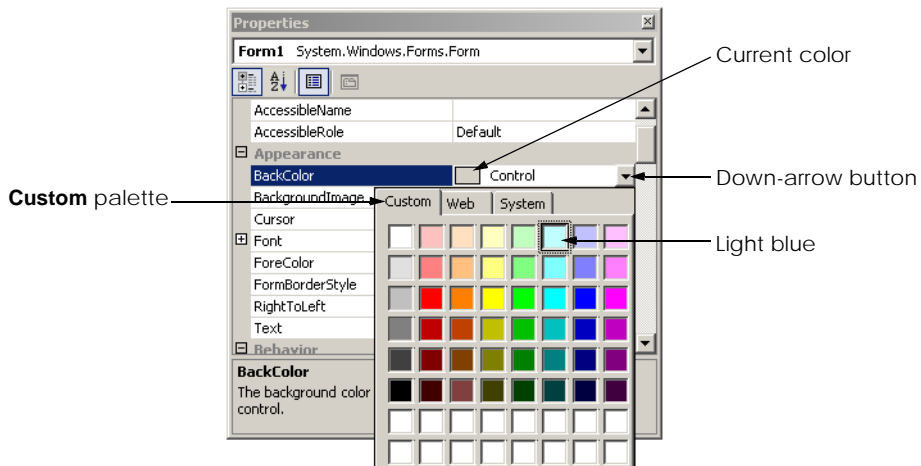 Properties
Form1 System.Windows.Forms.Form
Current color
AccessibleName
AccessibleRole Default
Appearance
BackColor Control
Down-arrow button
Custom palette
BackgroundImage
Custom Web System
Cursor
Font
Light blue
ForeColor
FormBorderStyle
RightToLeft
Text
Behavior
BackColor
The background color
control.